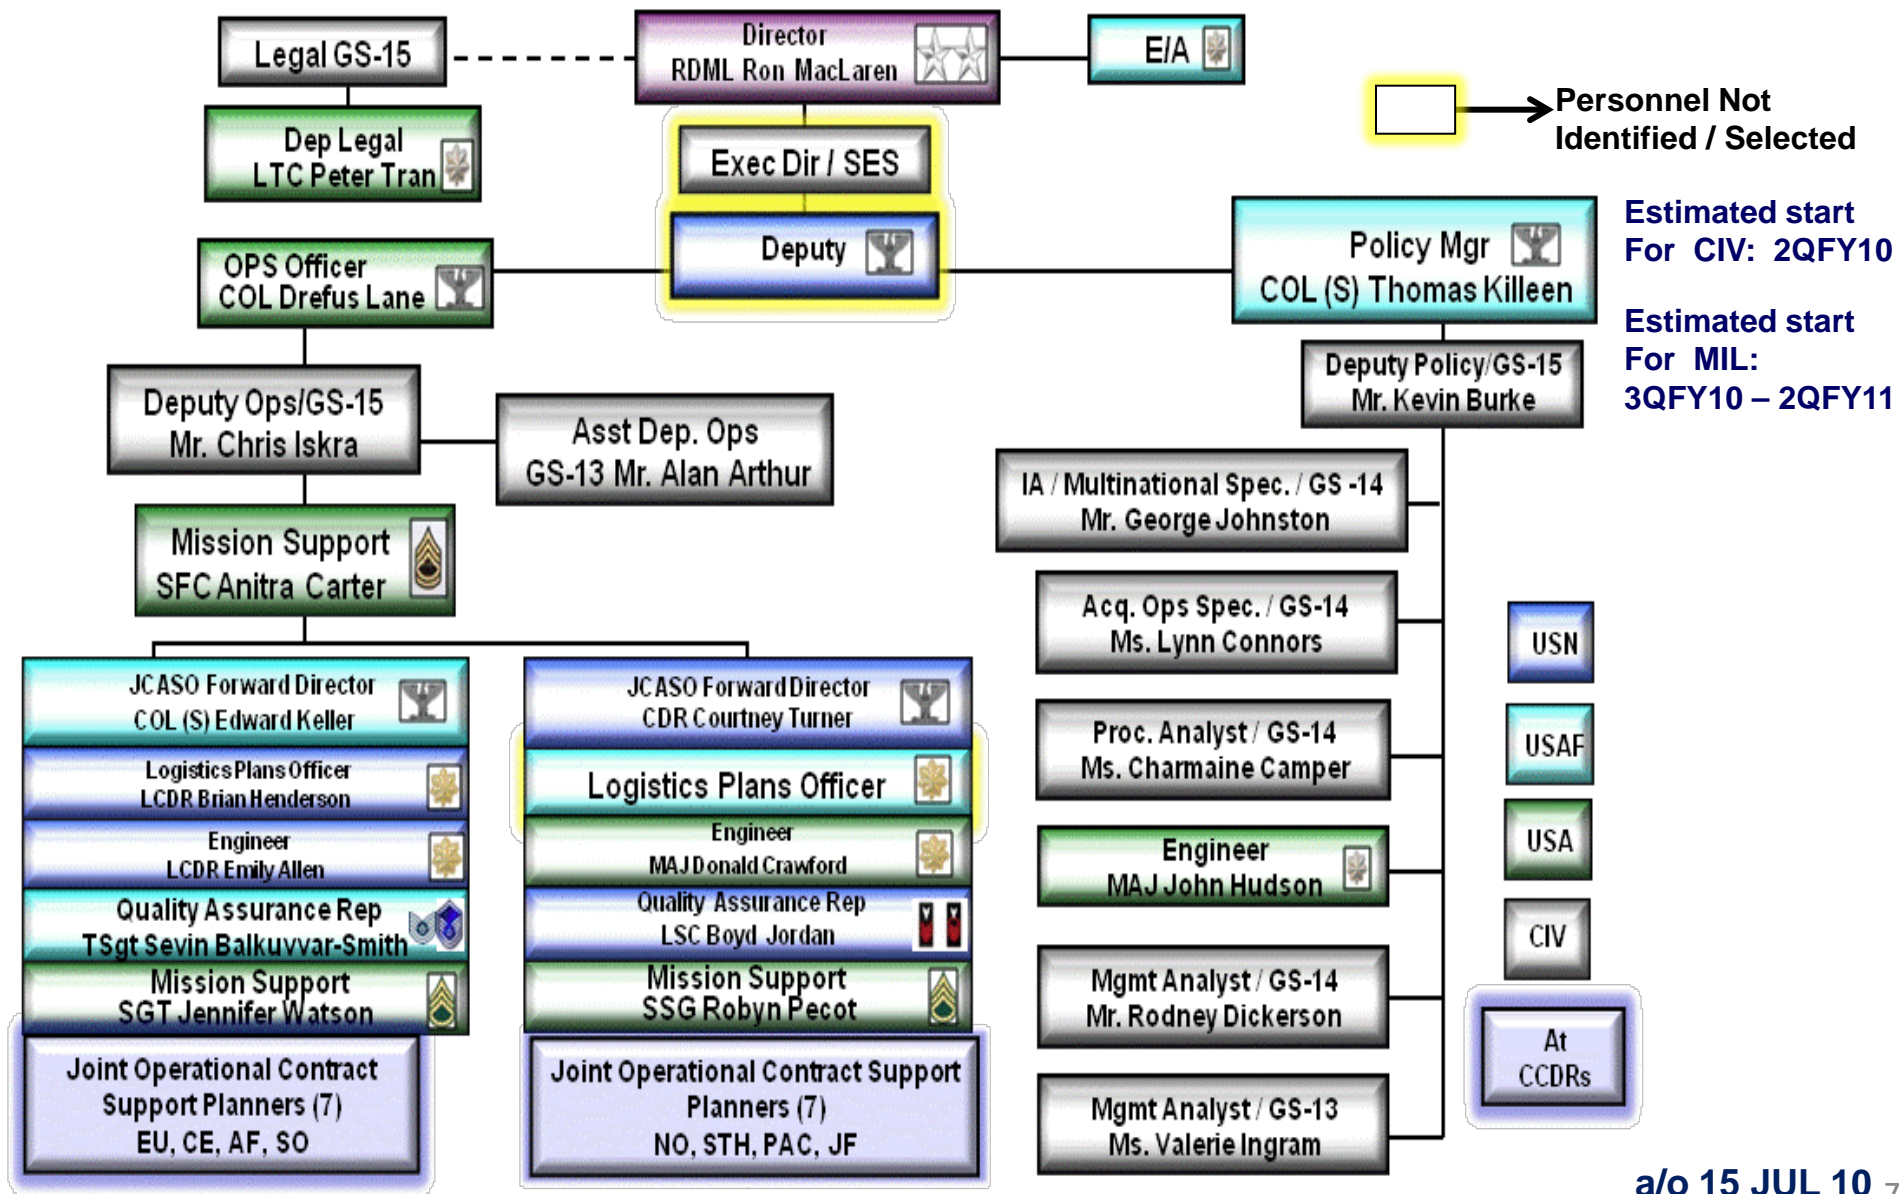 Legal GS-15
Director
RDML Ron MacLaren
E/A
Dep Legal
LTC Peter Tran
Exec Dir / SES
Personnel Not
Identified / Selected
Deputy
OPS Officer
COL Drefus Lane
Policy Mgr
COL (S) Thomas Killeen
Estimated start
For CIV: 2QFY10
Estimated start
For MIL:
3QFY10 – 2QFY11
Deputy Ops/GS-15
Mr. Chris Iskra
Asst Dep. Ops
GS-13 Mr. Alan Arthur
Deputy Policy/GS-15
Mr. Kevin Burke
Mission Support
SFC Anitra Carter
JCASO Forward Director
COL (S) Edward Keller
Logistics Plans Officer
LCDR Brian Henderson
Engineer
LCDR Emily Allen
Quality Assurance Rep
TSgt Sevin Balkuvvar-Smith
Mission Support
SGT Jennifer Watson
Joint Operational Contract
Support Planners (7)
EU, CE, AF, SO
JCASO Forward Director
CDR Courtney Turner
Logistics Plans Officer
Engineer
MAJ Donald Crawford
Quality Assurance Rep
LSC Boyd Jordan
Mission Support
SSG Robyn Pecot
Joint Operational Contract Support
Planners (7)
NO, STH, PAC, JF
IA / Multinational Spec. / GS -14
Mr. George Johnston
Acq. Ops Spec. / GS-14
Ms. Lynn Connors
Proc. Analyst / GS-14
Ms. Charmaine Camper
Engineer
MAJ John Hudson
Mgmt Analyst / GS-14
Mr. Rodney Dickerson
Mgmt Analyst / GS-13
Ms. Valerie Ingram
USN
USAF
USA
CIV
At
CCDRs
a/o 15 JUL 10 7